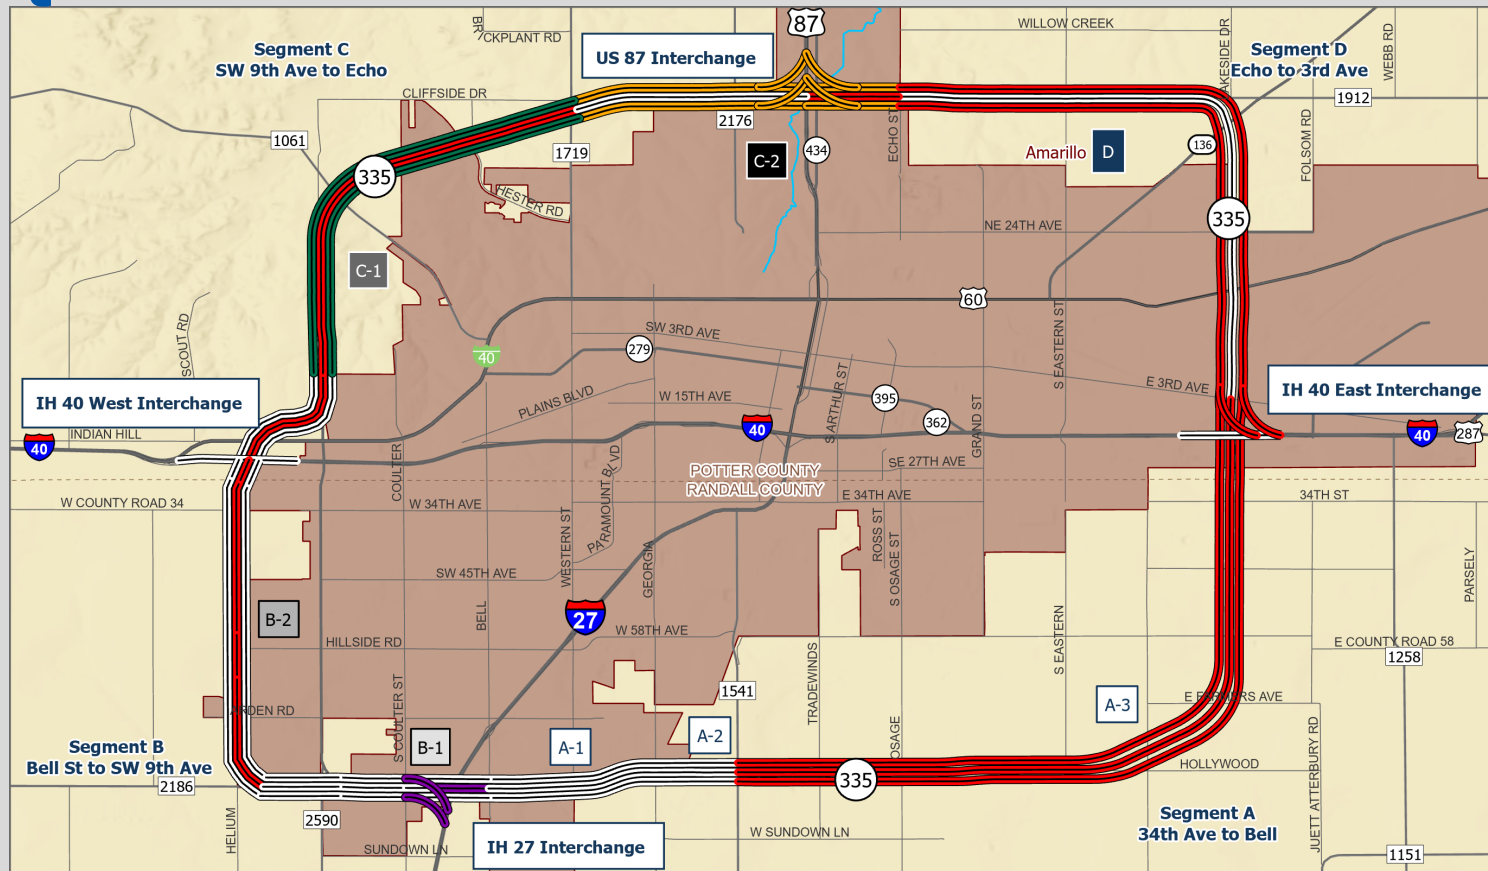 87
WILLOW CREEK
CKPLANT RD
Segment C
SW 9th Ave to Echo
US 87 Interchange
Segment D
Echo to 3rd Ave
WEBB RD
CLIFFSIDE DR
1912
2176
1061
1719
335
C-2
434
ECHO ST
Amarillo
D
136
FOLSOM RD
HESTER RD
335
NE 24TH AVE
C-1
60
SCOUT RD
SW 3RD AVE
279
40
S EASTERN ST
E 3RD AVE
IH 40 West Interchange
IH 40 East Interchange
PLAINS BLVD
W 15TH AVE
S ARTHUR ST
395
362
GRAND ST
INDIAN HILL
40
40
40
287
COULTER
PARAMOUNT BLVD
SE 27TH AVE
POTTER COUNTY
RANDALL COUNTY
W COUNTY ROAD 34
W 34TH AVE
E 34TH AVE
34TH ST
WESTERN ST
GEORGIA
ROSS ST
S OSAGE ST
SW 45TH AVE
PARSELY
B-2
BELL
27
HILLSIDE RD
W 58TH AVE
S EASTERN
E COUNTY ROAD 58
1258
TRADEWINDS
1541
A-3
RDEN RD
S COULTER ST
OSAGE
JUETT ATTERBURY RD
B-1
A-1
A-2
Segment B
Bell St to SW 9th Ave
2186
335
HOLLYWOOD
HELIUM
2590
Segment A
34th Ave to Bell
W SUNDOWN LN
IH 27 Interchange
SUNDOWN LN
1151